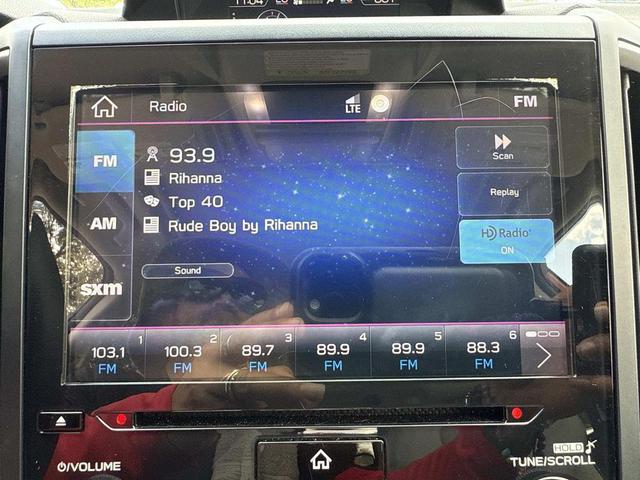 11:04
Radio
LTE
FM
FM
93.9
Scan
Rihanna
Replay
Top 40
AM
Rude Boy by Rihanna
HD Radio
ON
Sound
sxm
1
2
3
4
5
6
103.1
100.3
89.7
89.9
89.9
88.3
FM
FM
FM
FM
FM
FM
HOLD
/VOLUME
TUNE/SCROLL